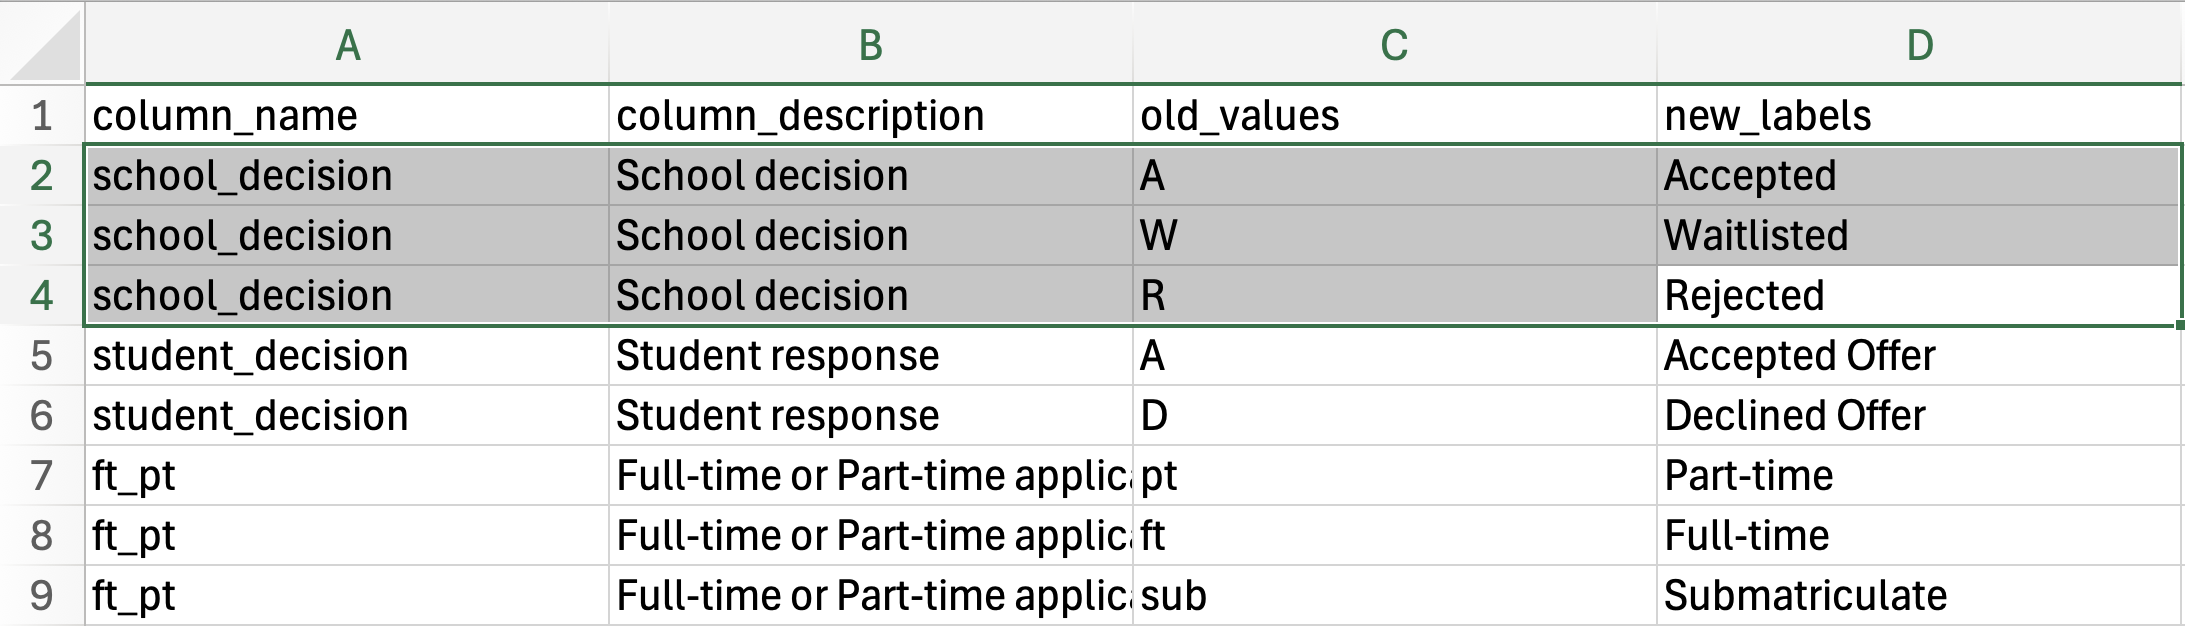 A B C D
1 column_name column_description old_values new_labels
2 school_decision School decision A Accepted
3 school_decision School decision W Waitlisted
4 school_decision School decision R Rejected
5 student_decision Student response A Accepted Offer
6 student_decision Student response D Declined Offer
7 ft_pt Full-time or Part-time pt Part-time
8 ft_pt Full-time or Part-time ft Full-time
9 ft_pt Full-time or Part-time sub Submatriculate